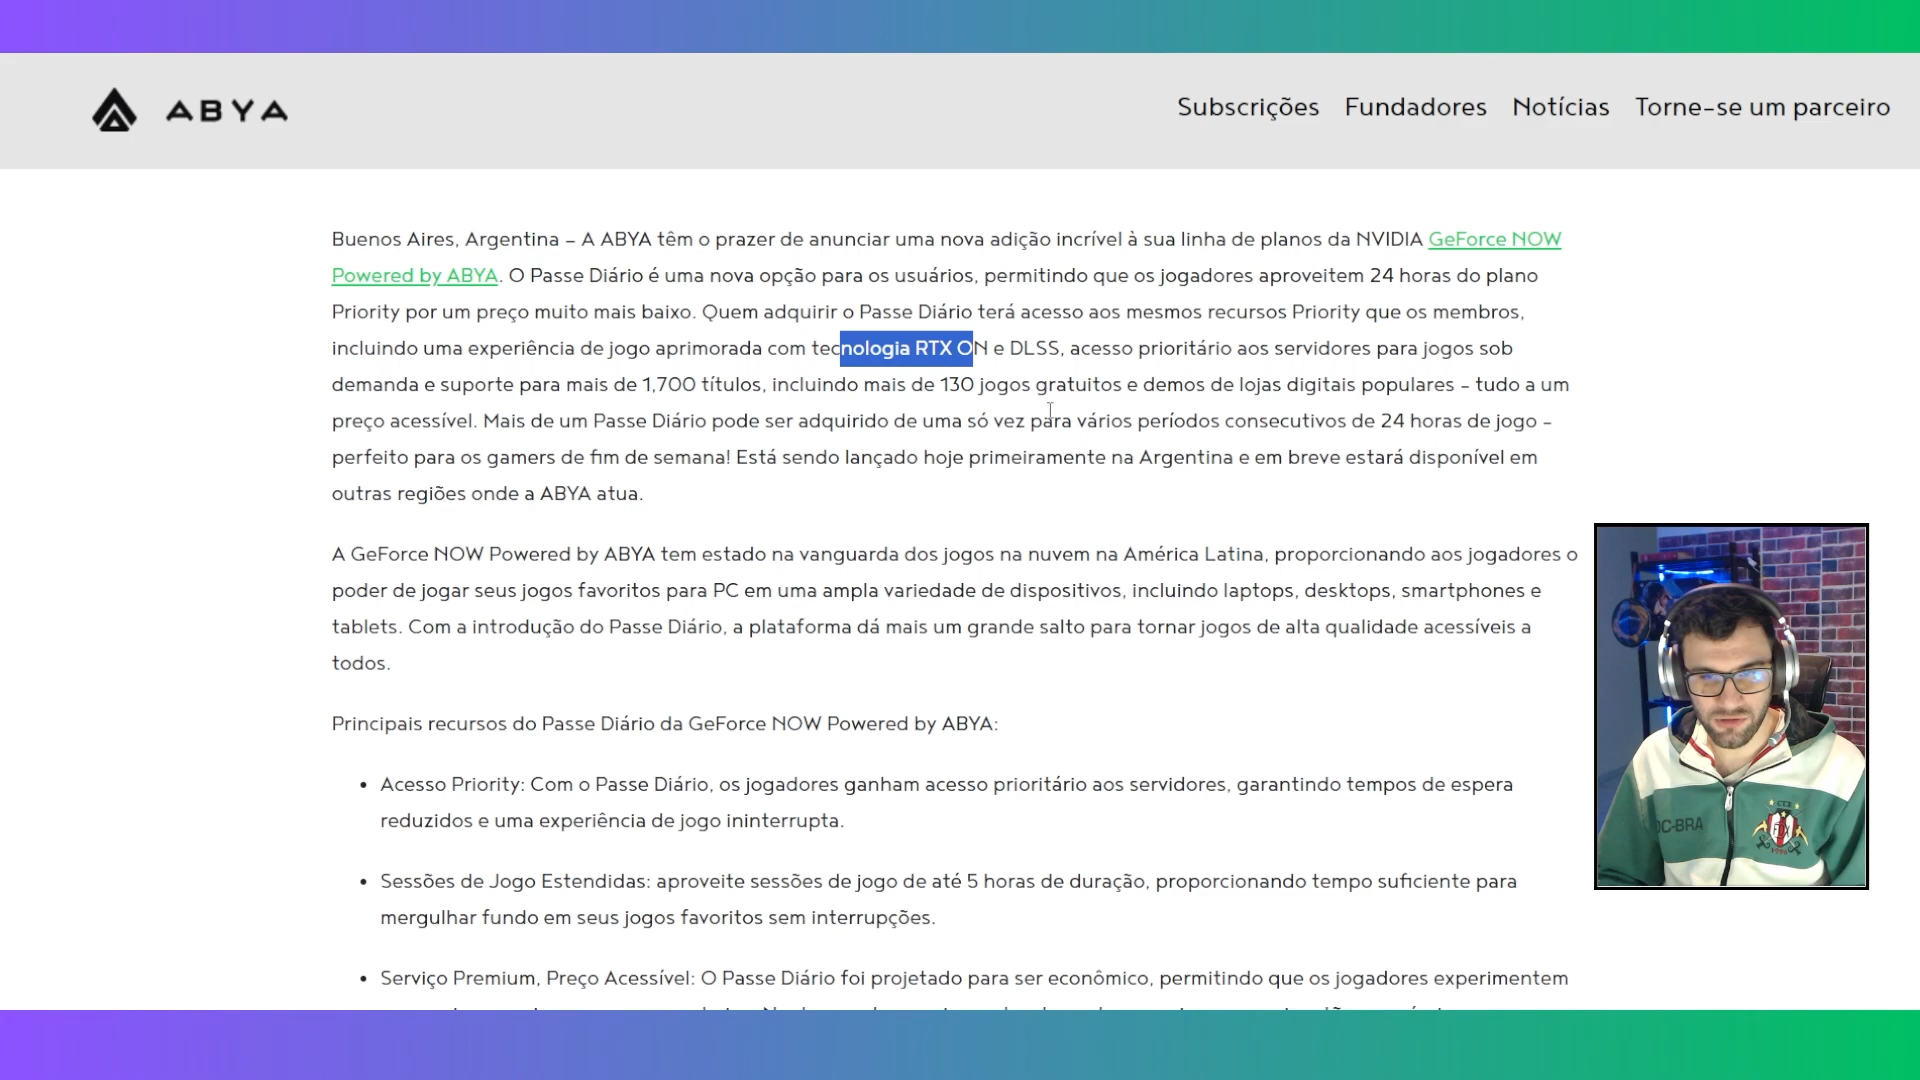 ABYA
Subscrições Fundadores Notícias Torne-se um parceiro
Buenos Aires, Argentina – A ABYA têm o prazer de anunciar uma nova adição incrível à sua linha de planos da NVIDIA GeForce NOW
Powered by ABYA. O Passe Diário é uma nova opção para os usuários, permitindo que os jogadores aproveitem 24 horas do plano
Priority por um preço muito mais baixo. Quem adquirir o Passe Diário terá acesso aos mesmos recursos Priority que os membros,
incluindo uma experiência de jogo aprimorada com tecnologia RTX ON e DLSS, acesso prioritário aos servidores para jogos sob
demanda e suporte para mais de 1,700 títulos, incluindo mais de 130 jogos gratuitos e demos de lojas digitais populares – tudo a um
preço acessível. Mais de um Passe Diário pode ser adquirido de uma só vez para vários períodos consecutivos de 24 horas de jogo –
perfeito para os gamers de fim de semana! Está sendo lançado hoje primeiramente na Argentina e em breve estará disponível em
outras regiões onde a ABYA atua.
A GeForce NOW Powered by ABYA tem estado na vanguarda dos jogos na nuvem na América Latina, proporcionando aos jogadores o
poder de jogar seus jogos favoritos para PC em uma ampla variedade de dispositivos, incluindo laptops, desktops, smartphones e
tablets. Com a introdução do Passe Diário, a plataforma dá mais um grande salto para tornar jogos de alta qualidade acessíveis a
todos.
Principais recursos do Passe Diário da GeForce NOW Powered by ABYA:
• Acesso Priority: Com o Passe Diário, os jogadores ganham acesso prioritário aos servidores, garantindo tempos de espera
reduzidos e uma experiência de jogo ininterrupta.
• Sessões de Jogo Estendidas: aproveite sessões de jogo de até 5 horas de duração, proporcionando tempo suficiente para
mergulhar fundo em seus jogos favoritos sem interrupções.
• Serviço Premium, Preço Acessível: O Passe Diário foi projetado para ser econômico, permitindo que os jogadores experimentem